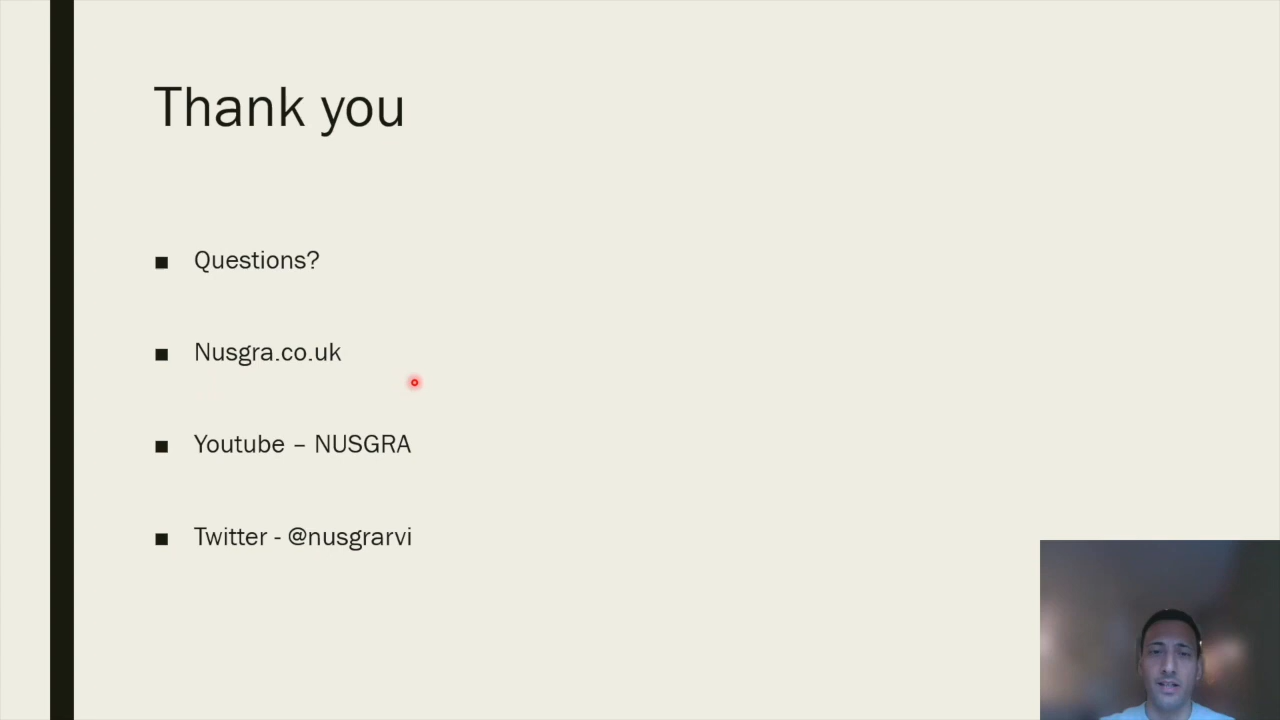 Thank you
Questions?
Nusgra.co.uk
Youtube – NUSGRA
Twitter - @nusgrarvi